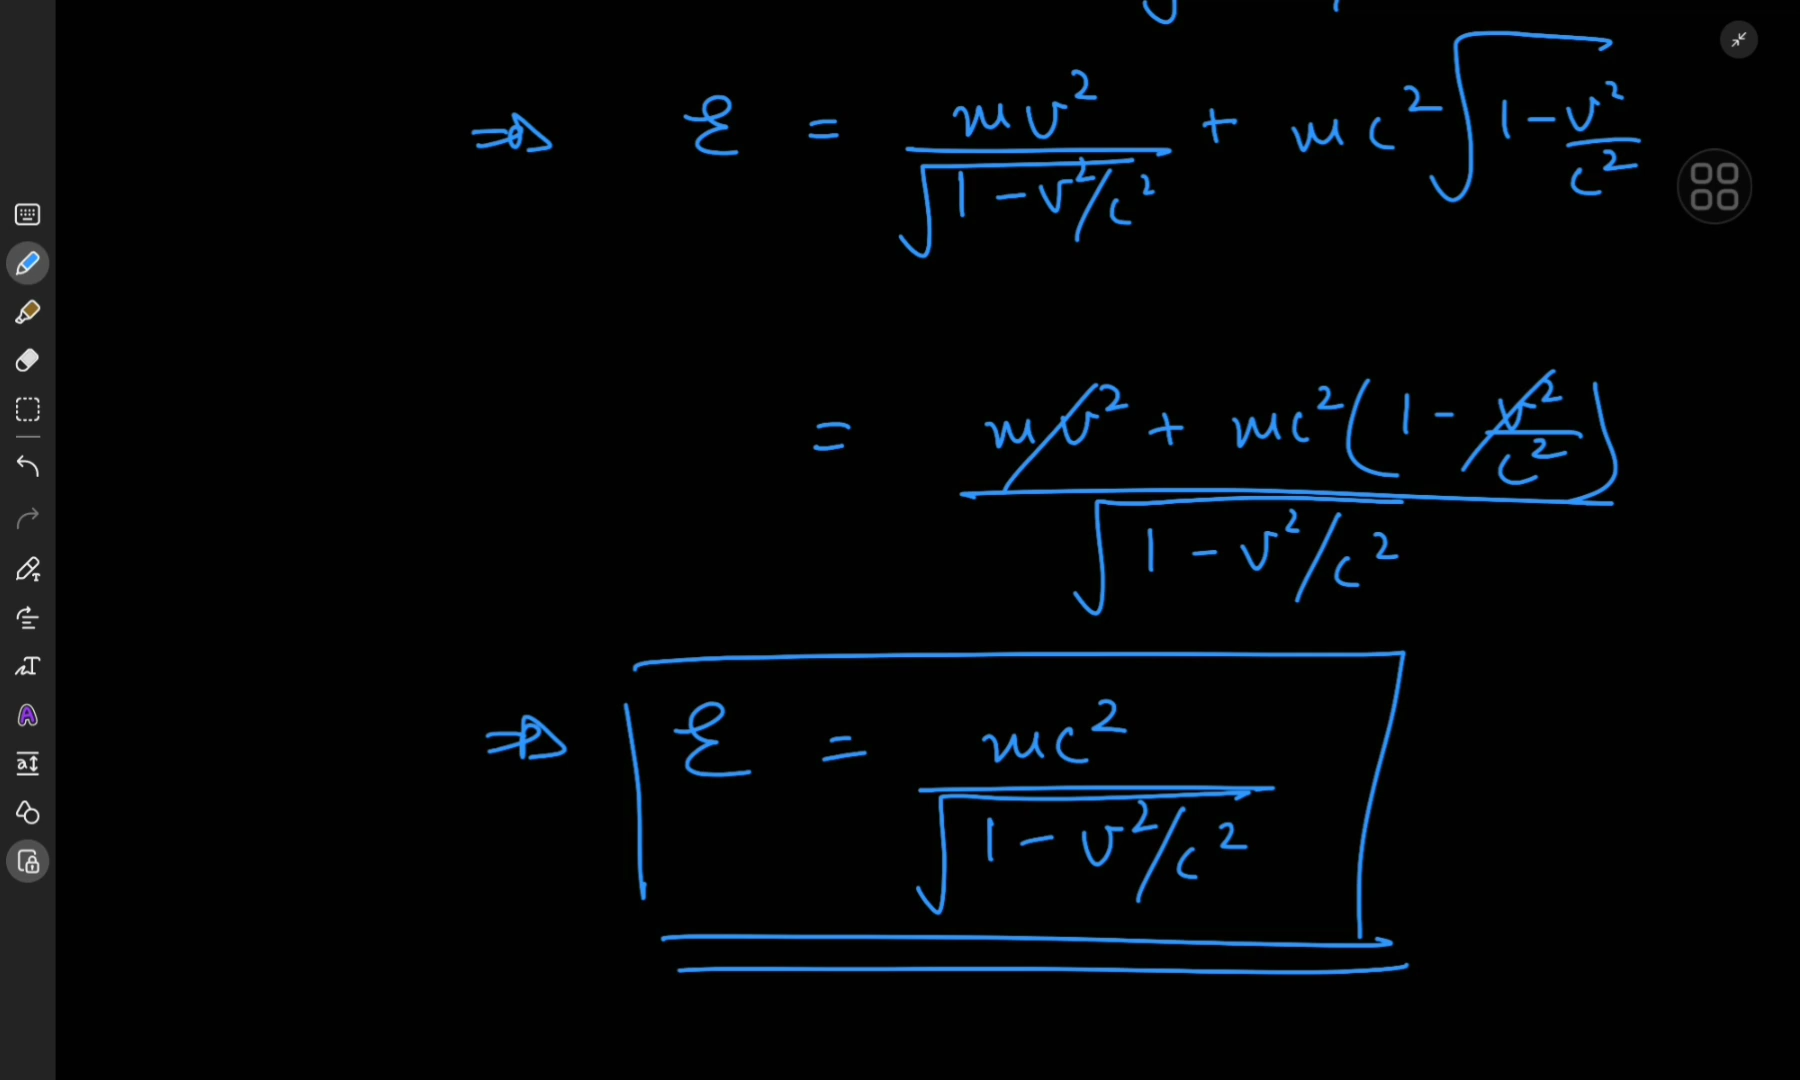 ⇒ Ɛ = mv² / √(1 − v²/c²) + mc² √(1 − v²/c²)
= (mv² + mc² (1 − v²/c²)) / √(1 − v²/c²)
⇒ Ɛ = mc² / √(1 − v²/c²)